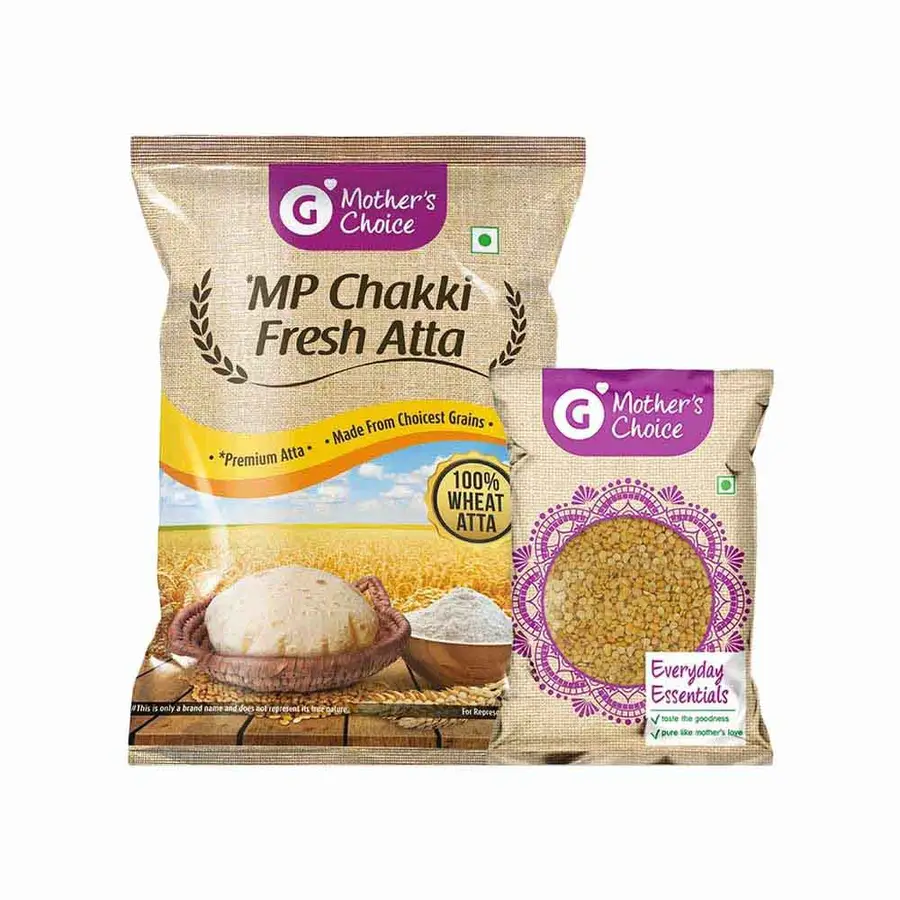 G Mother's
Choice
#MP Chakki
Fresh Atta
• *Premium Atta • • Made From Choicest Grains •
100%
WHEAT
ATTA
#This is only a brand name and does not represent its true nature.
For Represe
G Mother's
Choice
Everyday
Essentials
✓ taste the goodness
✓ pure like mother's love